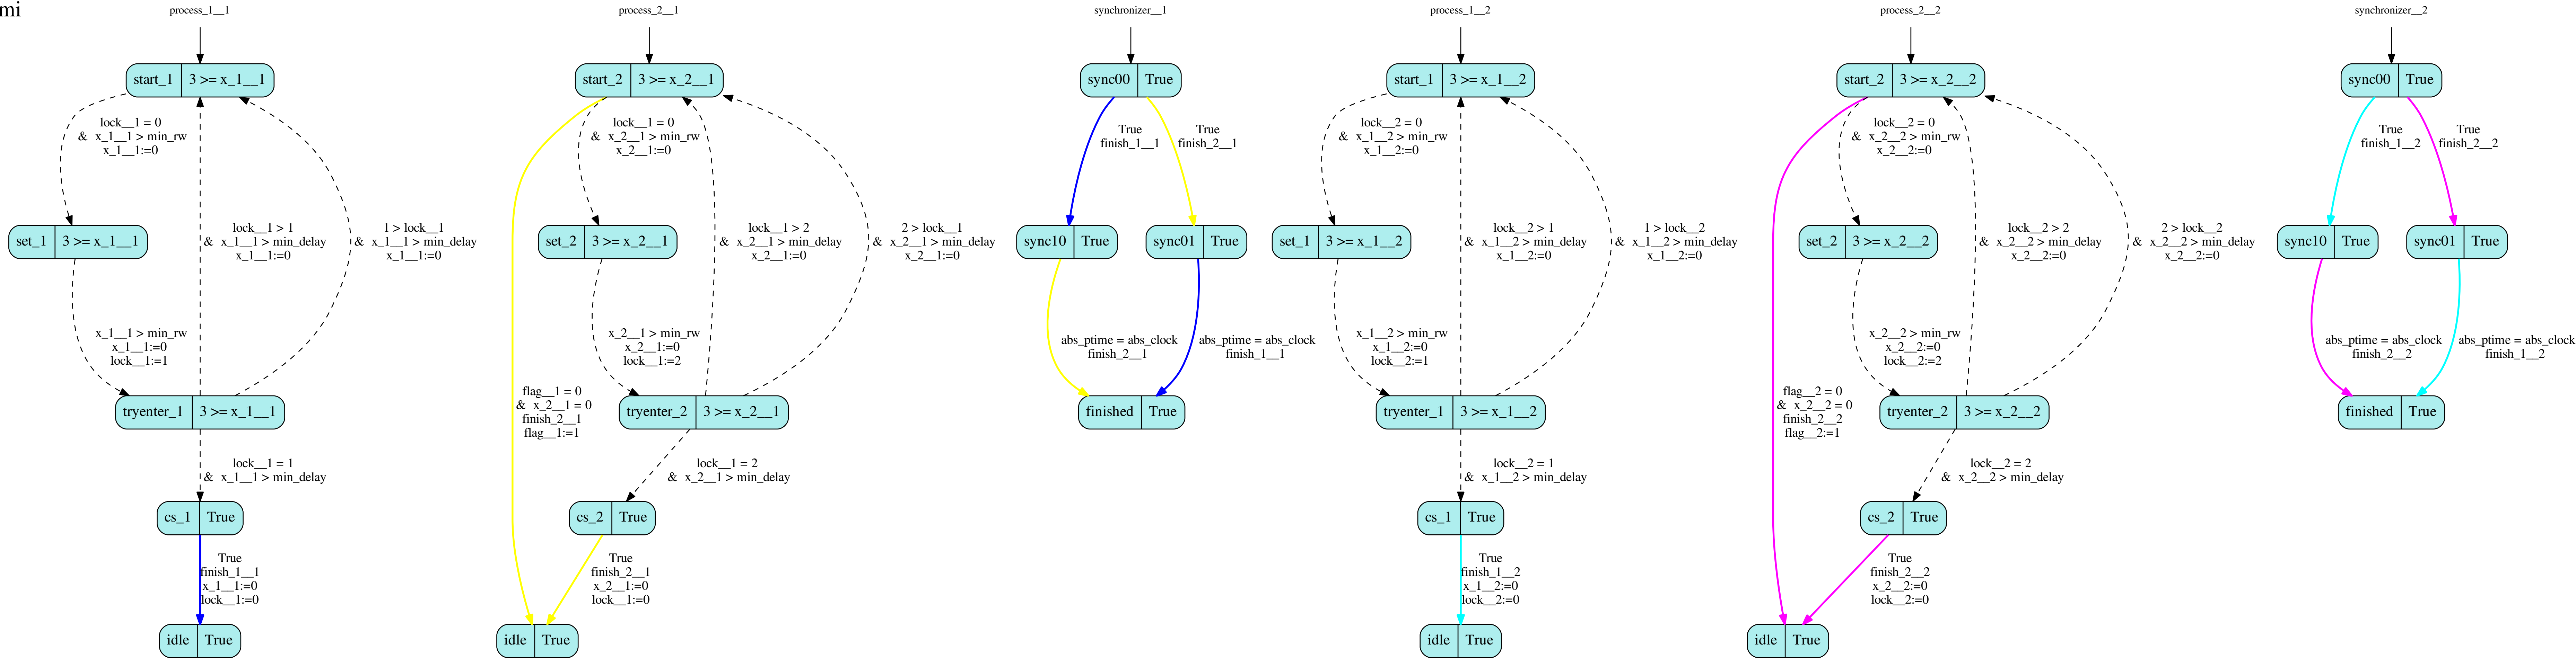 mi
process_1__1
start_1 3 >= x_1__1
lock__1 = 0
& x_1__1 > min_rw
x_1__1:=0
set_1 3 >= x_1__1
lock__1 > 1
& x_1__1 > min_delay
x_1__1:=0
1 > lock__1
& x_1__1 > min_delay
x_1__1:=0
x_1__1 > min_rw
x_1__1:=0
lock__1:=1
tryenter_1 3 >= x_1__1
lock__1 = 1
& x_1__1 > min_delay
cs_1 True
True
finish_1__1
x_1__1:=0
lock__1:=0
idle True
process_2__1
start_2 3 >= x_2__1
lock__1 = 0
& x_2__1 > min_rw
x_2__1:=0
set_2 3 >= x_2__1
lock__1 > 2
& x_2__1 > min_delay
x_2__1:=0
2 > lock__1
& x_2__1 > min_delay
x_2__1:=0
x_2__1 > min_rw
x_2__1:=0
lock__1:=2
flag__1 = 0
& x_2__1 = 0
finish_2__1
flag__1:=1
tryenter_2 3 >= x_2__1
lock__1 = 2
& x_2__1 > min_delay
cs_2 True
True
finish_2__1
x_2__1:=0
lock__1:=0
idle True
synchronizer__1
sync00 True
True
finish_1__1
True
finish_2__1
sync10 True
sync01 True
abs_ptime = abs_clock
finish_2__1
abs_ptime = abs_clock
finish_1__1
finished True
process_1__2
start_1 3 >= x_1__2
lock__2 = 0
& x_1__2 > min_rw
x_1__2:=0
set_1 3 >= x_1__2
lock__2 > 1
& x_1__2 > min_delay
x_1__2:=0
1 > lock__2
& x_1__2 > min_delay
x_1__2:=0
x_1__2 > min_rw
x_1__2:=0
lock__2:=1
tryenter_1 3 >= x_1__2
lock__2 = 1
& x_1__2 > min_delay
cs_1 True
True
finish_1__2
x_1__2:=0
lock__2:=0
idle True
process_2__2
start_2 3 >= x_2__2
lock__2 = 0
& x_2__2 > min_rw
x_2__2:=0
set_2 3 >= x_2__2
lock__2 > 2
& x_2__2 > min_delay
x_2__2:=0
2 > lock__2
& x_2__2 > min_delay
x_2__2:=0
x_2__2 > min_rw
x_2__2:=0
lock__2:=2
flag__2 = 0
& x_2__2 = 0
finish_2__2
flag__2:=1
tryenter_2 3 >= x_2__2
lock__2 = 2
& x_2__2 > min_delay
cs_2 True
True
finish_2__2
x_2__2:=0
lock__2:=0
idle True
synchronizer__2
sync00 True
True
finish_1__2
True
finish_2__2
sync10 True
sync01 True
abs_ptime = abs_clock
finish_2__2
abs_ptime = abs_clock
finish_1__2
finished True